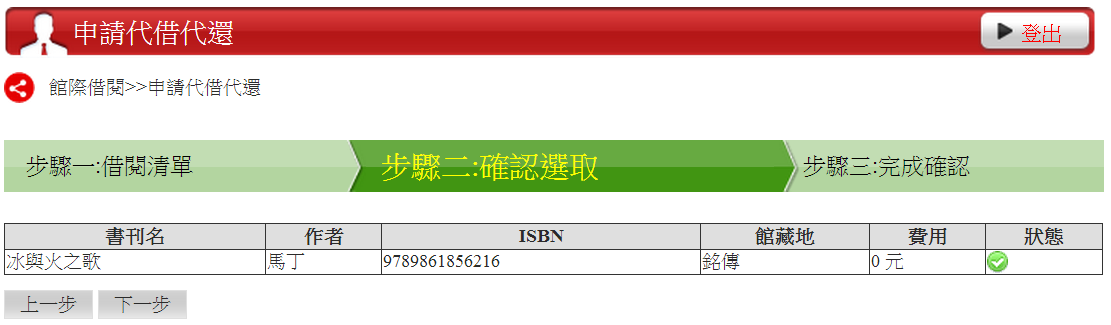 申請代借代還 登出
館際借閱>>申請代借代還
步驟一:借閱清單 步驟二:確認選取 步驟三:完成確認
書刊名 作者 ISBN 館藏地 費用 狀態
冰與火之歌 馬丁 9789861856216 銘傳 0 元
上一步 下一步